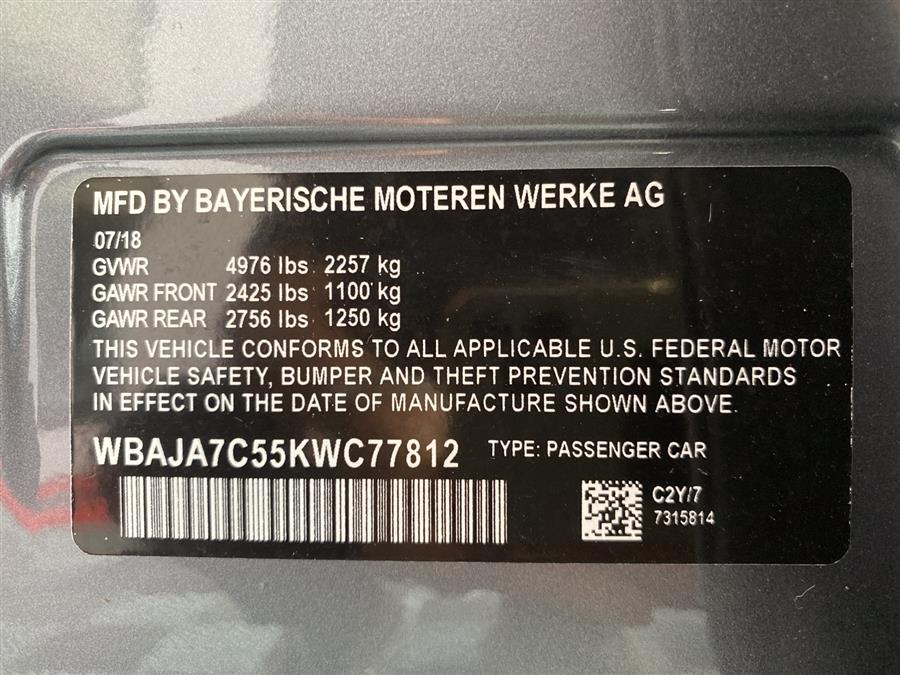 MFD BY BAYERISCHE MOTEREN WERKE AG
07/18
GVWR 4976 lbs 2257 kg
GAWR FRONT 2425 lbs 1100 kg
GAWR REAR 2756 lbs 1250 kg
THIS VEHICLE CONFORMS TO ALL APPLICABLE U.S. FEDERAL MOTOR
VEHICLE SAFETY, BUMPER AND THEFT PREVENTION STANDARDS
IN EFFECT ON THE DATE OF MANUFACTURE SHOWN ABOVE.
WBAJA7C55KWC77812 TYPE: PASSENGER CAR
C2Y/7
7315814